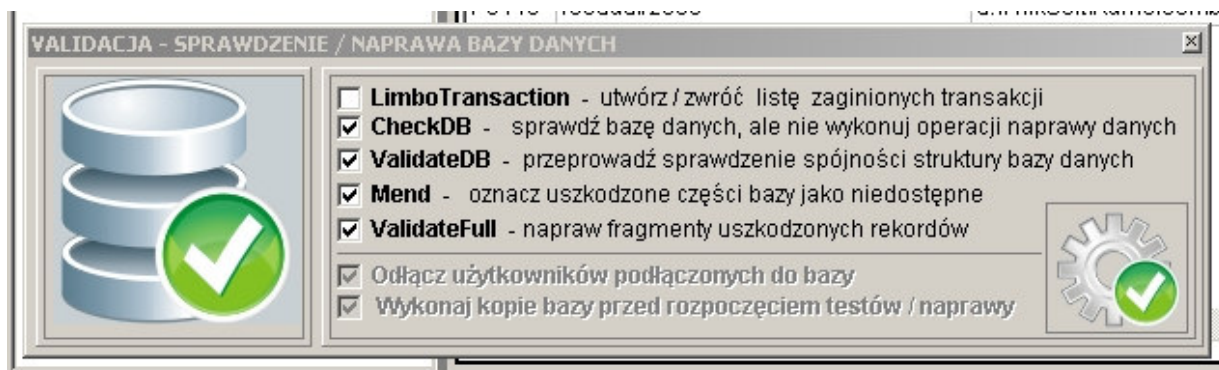 VALIDACJA - SPRAWDZENIE / NAPRAWA BAZY DANYCH
LimboTransaction - utwórz / zwróć listę zaginionych transakcji
CheckDB - sprawdź bazę danych, ale nie wykonuj operacji naprawy danych
ValidateDB - przeprowadź sprawdzenie spójności struktury bazy danych
Mend - oznacz uszkodzone części bazy jako niedostępne
ValidateFull - napraw fragmenty uszkodzonych rekordów
Odłącz użytkowników podłączonych do bazy
Wykonaj kopie bazy przed rozpoczęciem testów / naprawy